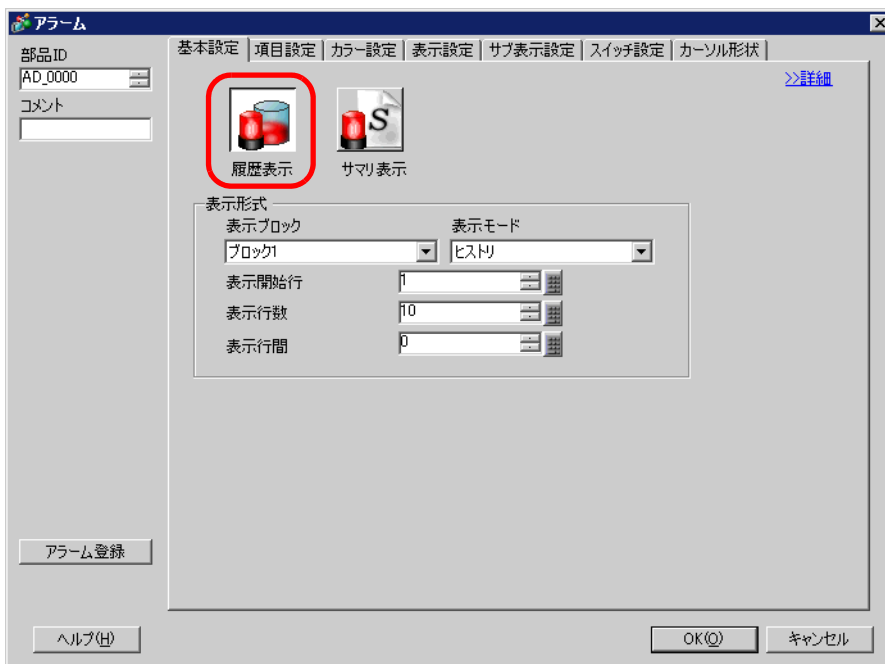 アラーム
部品ID
AD_0000
コメント
アラーム登録
ヘルプ(H)
基本設定 項目設定 カラー設定 表示設定 サブ表示設定 スイッチ設定 カーソル形状
>>詳細
S
履歴表示 サマリ表示
表示形式
表示ブロック 表示モード
ブロック1 ヒストリ
表示開始行 1
表示行数 10
表示行間 0
OK(O) キャンセル